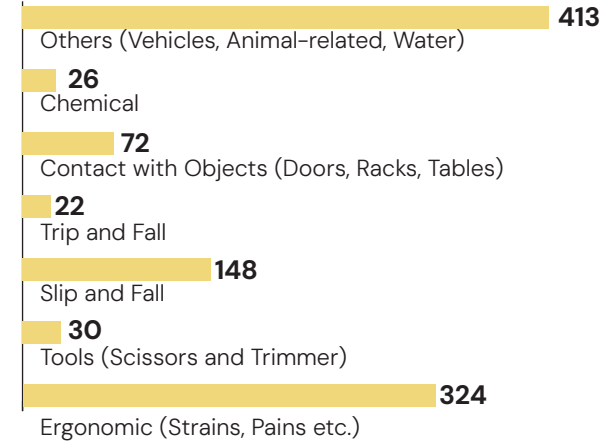 413
Others (Vehicles, Animal-related, Water)
26
Chemical
72
Contact with Objects (Doors, Racks, Tables)
22
Trip and Fall
148
Slip and Fall
30
Tools (Scissors and Trimmer)
324
Ergonomic (Strains, Pains etc.)